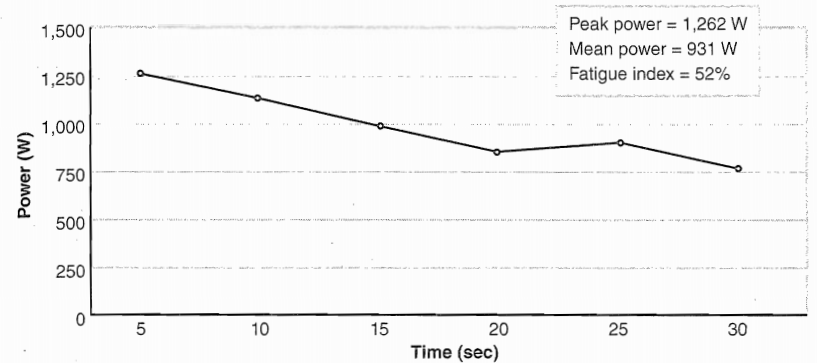 Peak power = 1,262 W
Mean power = 931 W
Fatigue index = 52%
1,500
1,250
1,000
750
500
250
0
Power (W)
5 10 15 20 25 30
Time (sec)